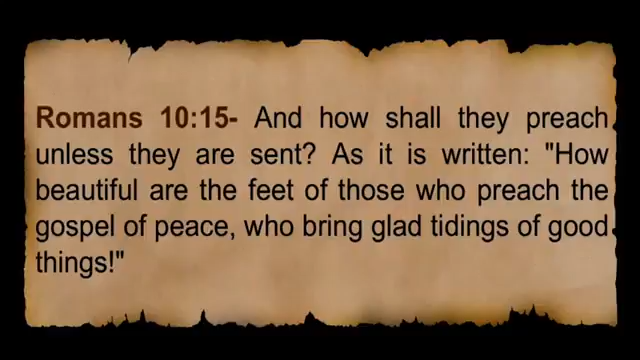 Romans 10:15- And how shall they preach
unless they are sent? As it is written: "How
beautiful are the feet of those who preach the
gospel of peace, who bring glad tidings of good
things!"